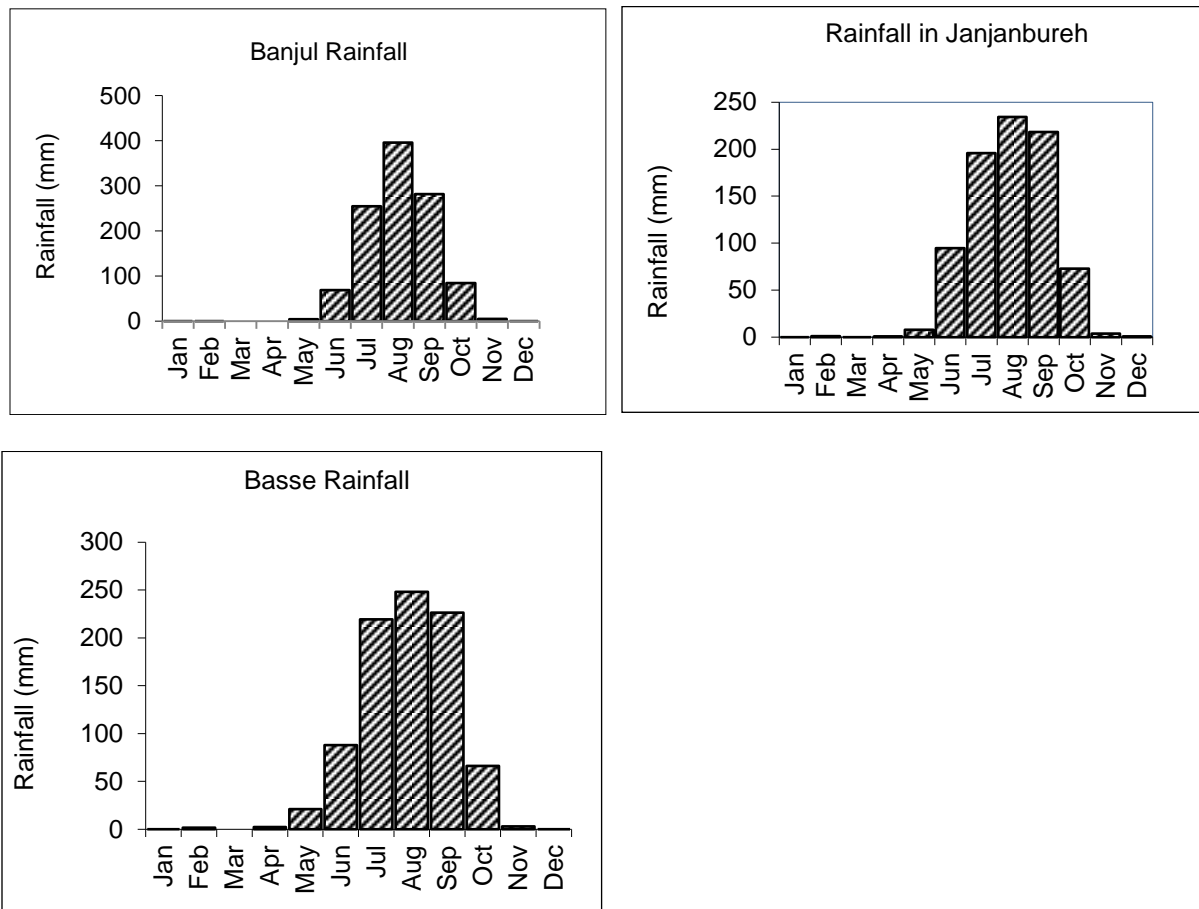 Banjul Rainfall
500
400
300
200
100
0
Rainfall (mm)
Jan Feb Mar Apr May Jun Jul Aug Sep Oct Nov Dec
Rainfall in Janjanbureh
250
200
150
100
50
0
Rainfall (mm)
Jan Feb Mar Apr May Jun Jul Aug Sep Oct Nov Dec
Basse Rainfall
300
250
200
150
100
50
0
Rainfall (mm)
Jan Feb Mar Apr May Jun Jul Aug Sep Oct Nov Dec